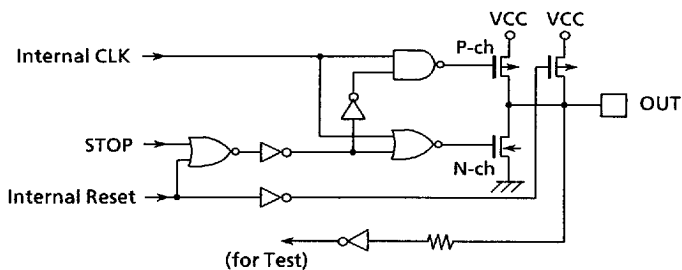 VCC VCC
P-ch
Internal CLK
OUT
STOP
N-ch
Internal Reset
(for Test)